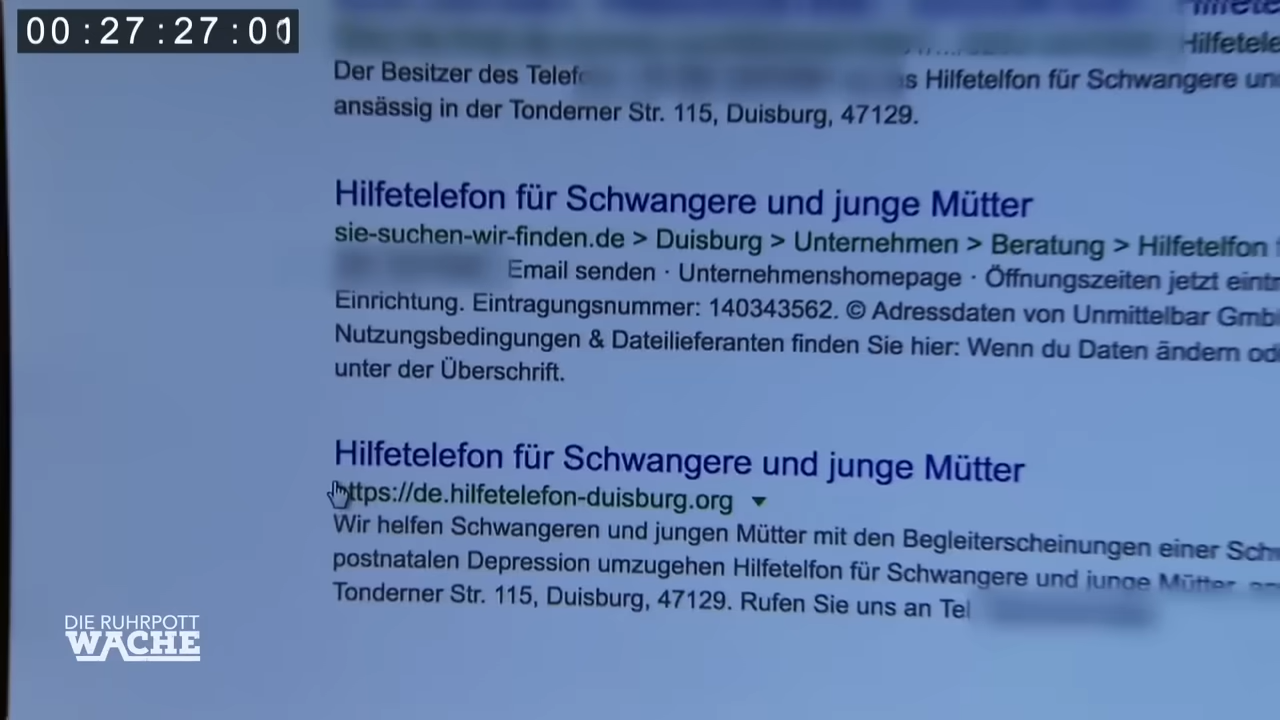 00:27:27:01
Hilfetele
Der Besitzer des Telef s Hilfetelfon für Schwangere un
ansässig in der Tonderner Str. 115, Duisburg, 47129.
Hilfetelefon für Schwangere und junge Mütter
sie-suchen-wir-finden.de > Duisburg > Unternehmen > Beratung > Hilfetelfon
Email senden · Unternehmenshomepage · Öffnungszeiten jetzt eintr
Einrichtung. Eintragungsnummer: 140343562. © Adressdaten von Unmittelbar Gmb
Nutzungsbedingungen & Dateilieferanten finden Sie hier: Wenn du Daten ändern od
unter der Überschrift.
Hilfetelefon für Schwangere und junge Mütter
https://de.hilfetelefon-duisburg.org
Wir helfen Schwangeren und jungen Mütter mit den Begleiterscheinungen einer Sch
postnatalen Depression umzugehen Hilfetelfon für Schwangere und junge Mütter
Tonderner Str. 115, Duisburg, 47129. Rufen Sie uns an Tel
DIE RUHRPOTT
WACHE